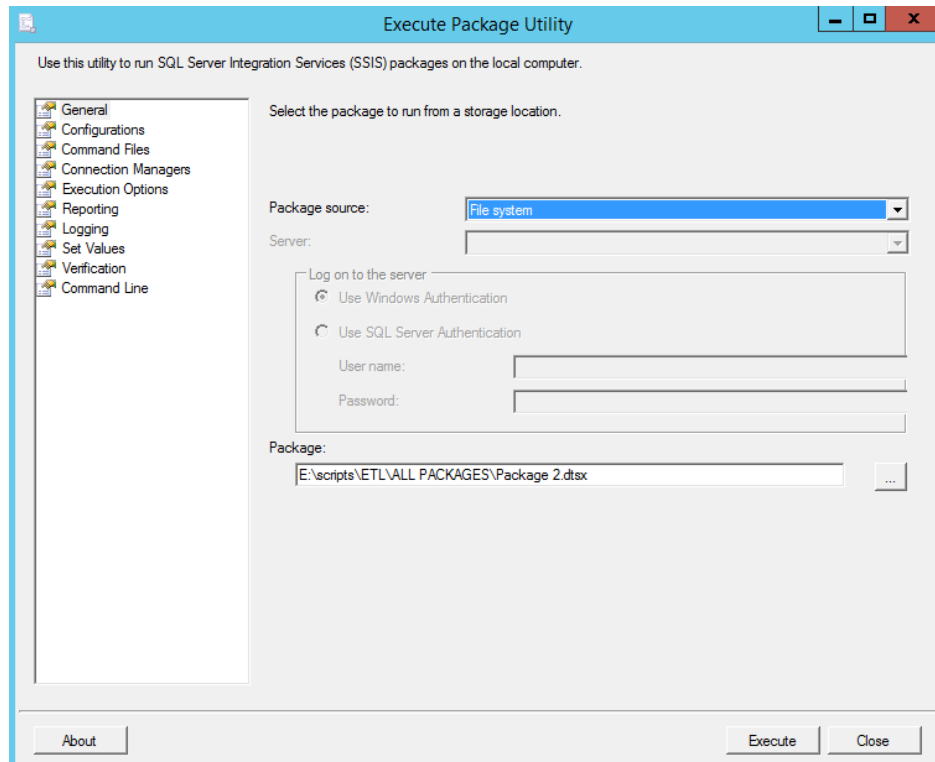 Execute Package Utility
Use this utility to run SQL Server Integration Services (SSIS) packages on the local computer.
General
Configurations
Command Files
Connection Managers
Execution Options
Reporting
Logging
Set Values
Verification
Command Line
Select the package to run from a storage location.
Package source: File system
Server:
Log on to the server
Use Windows Authentication
Use SQL Server Authentication
User name:
Password:
Package:
E:\scripts\ETL\ALL PACKAGES\Package 2.dtsx
...
About Execute Close